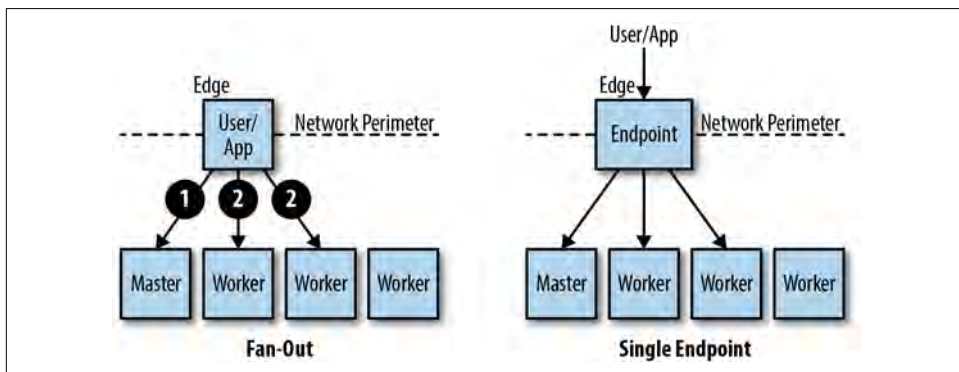 Edge
User/
App
Network Perimeter
1
2
2
Master
Worker
Worker
Worker
Fan-Out
User/App
Edge
Endpoint
Network Perimeter
Master
Worker
Worker
Worker
Single Endpoint